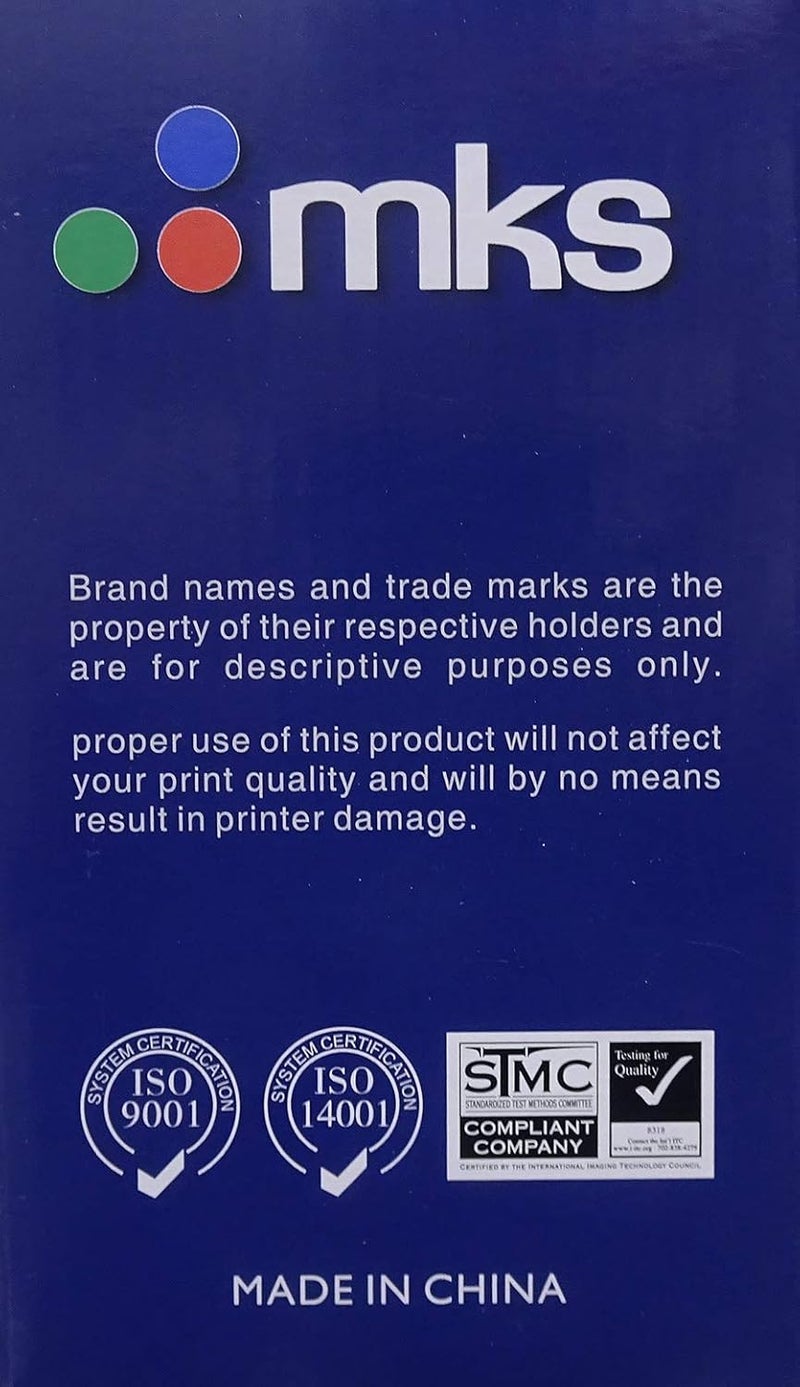 mks
Brand names and trade marks are the
property of their respective holders and
are for descriptive purposes only.
proper use of this product will not affect
your print quality and will by no means
result in printer damage.
SYSTEM CERTIFICATION
ISO
9001
SYSTEM CERTIFICATION
ISO
14001
STMC
STANDARDIZED TEST METHODS COMMITTEE
COMPLIANT
COMPANY
Testing for
Quality
8318
CERTIFIED BY THE INTERNATIONAL IMAGING TECHNOLOGY COUNCIL
MADE IN CHINA